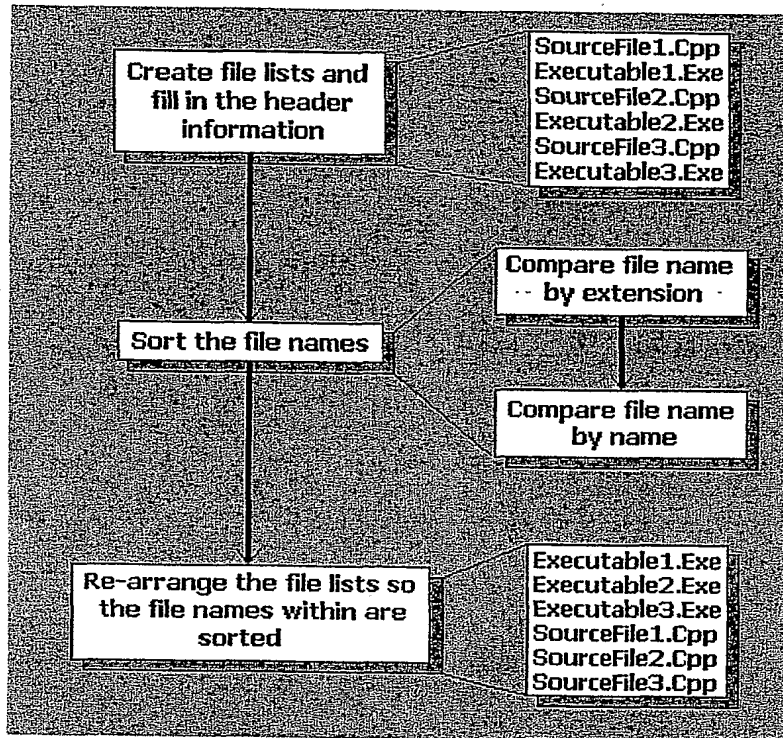 Create file lists and
fill in the header
information
SourceFile1.Cpp
Executable1.Exe
SourceFile2.Cpp
Executable2.Exe
SourceFile3.Cpp
Executable3.Exe
Sort the file names
Compare file name
by extension
Compare file name
by name
Re-arrange the file lists so
the file names within are
sorted
Executable1.Exe
Executable2.Exe
Executable3.Exe
SourceFile1.Cpp
SourceFile2.Cpp
SourceFile3.Cpp